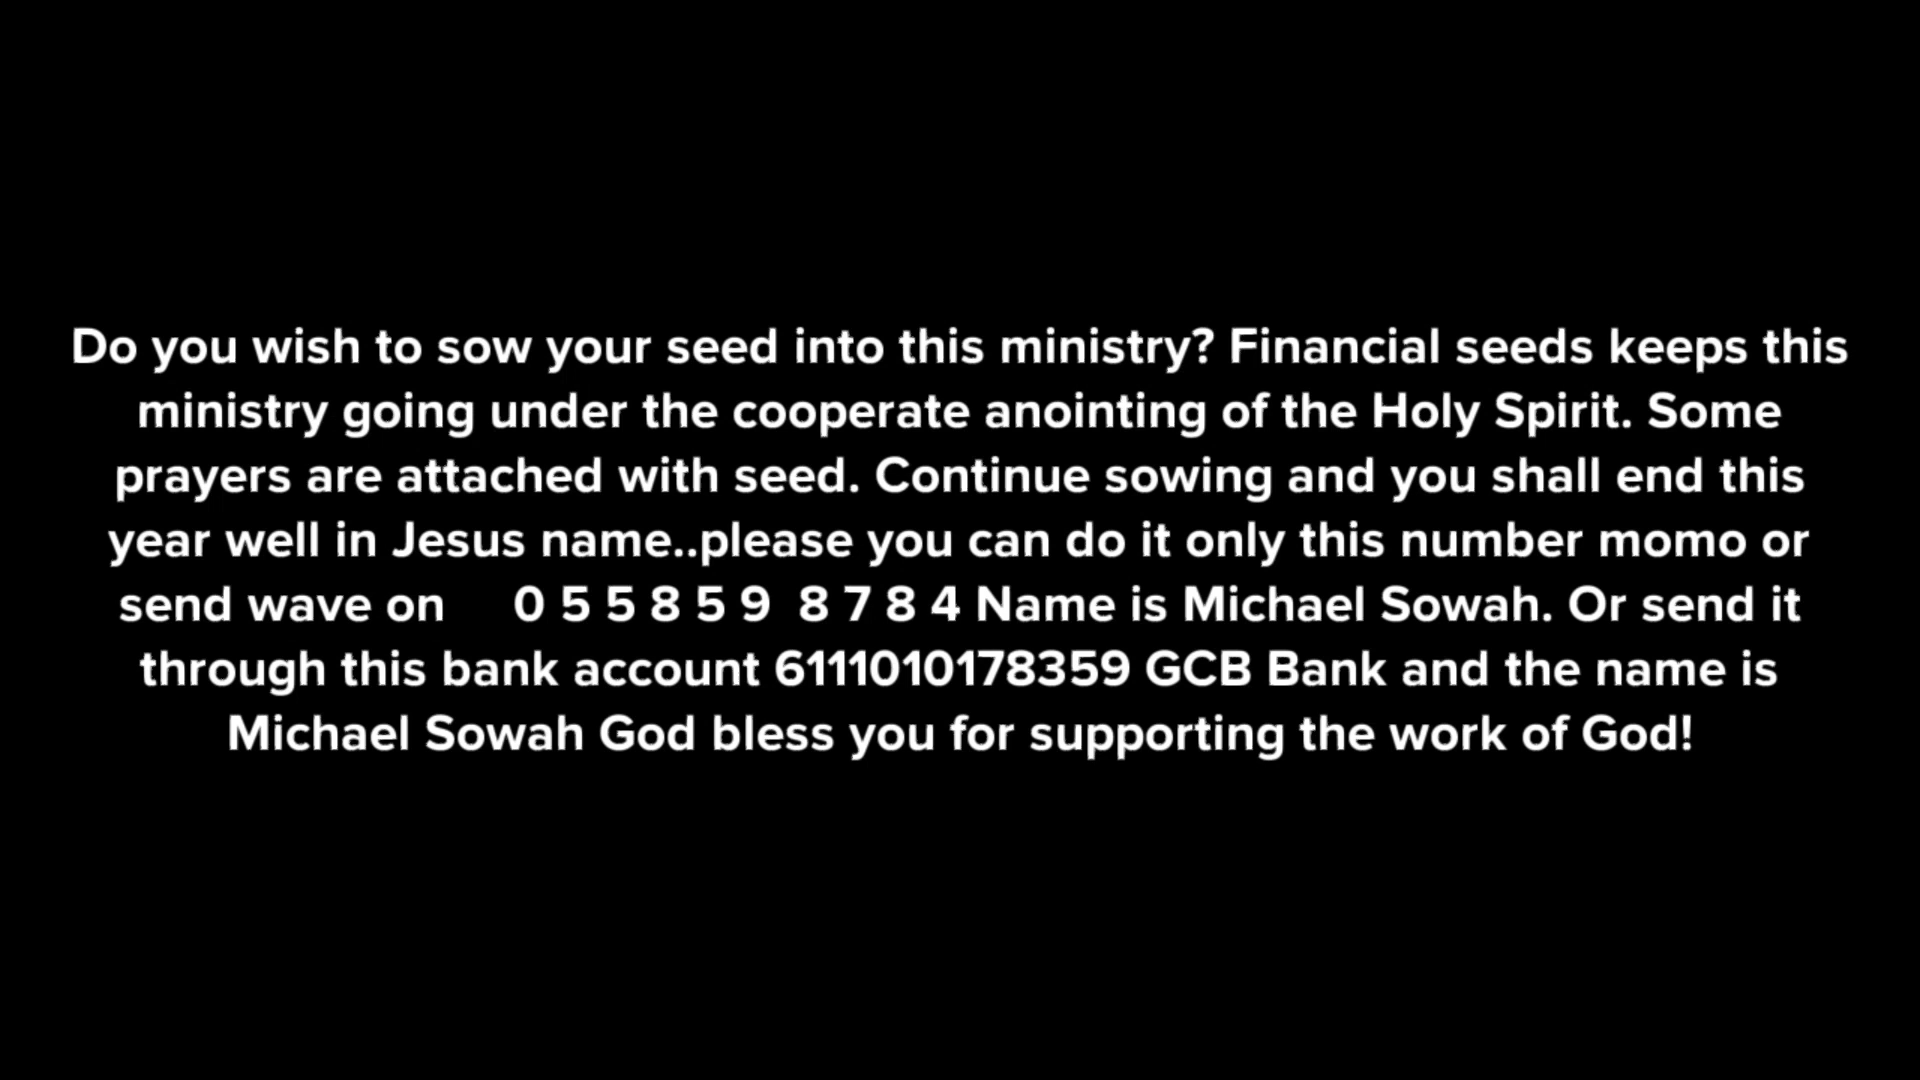 Do you wish to sow your seed into this ministry? Financial seeds keeps this
ministry going under the cooperate anointing of the Holy Spirit. Some
prayers are attached with seed. Continue sowing and you shall end this
year well in Jesus name..please you can do it only this number momo or
send wave on 0 5 5 8 5 9 8 7 8 4 Name is Michael Sowah. Or send it
through this bank account 6111010178359 GCB Bank and the name is
Michael Sowah God bless you for supporting the work of God!